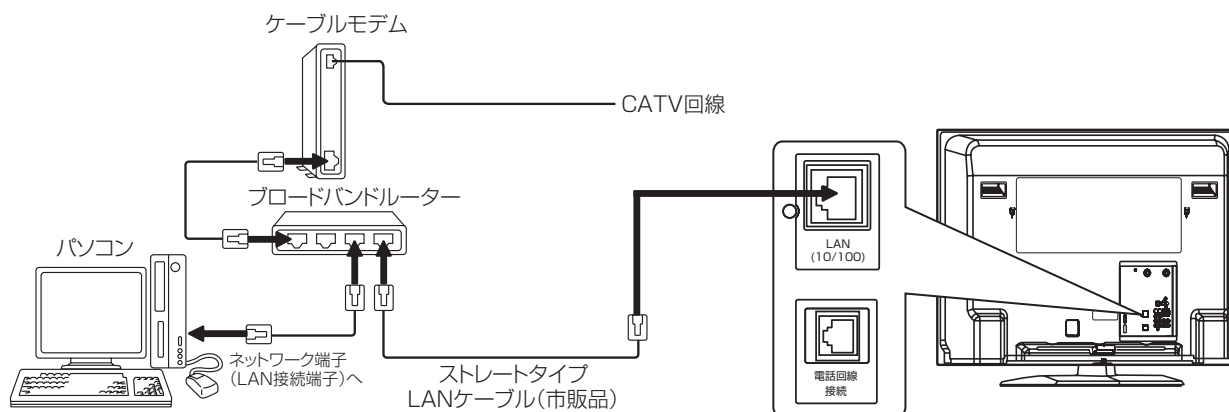 ケーブルモデム
CATV回線
ブロードバンドルーター
パソコン
ネットワーク端子
(LAN接続端子)へ
ストレートタイプ
LANケーブル(市販品)
LAN
(10/100)
電話回線
接続